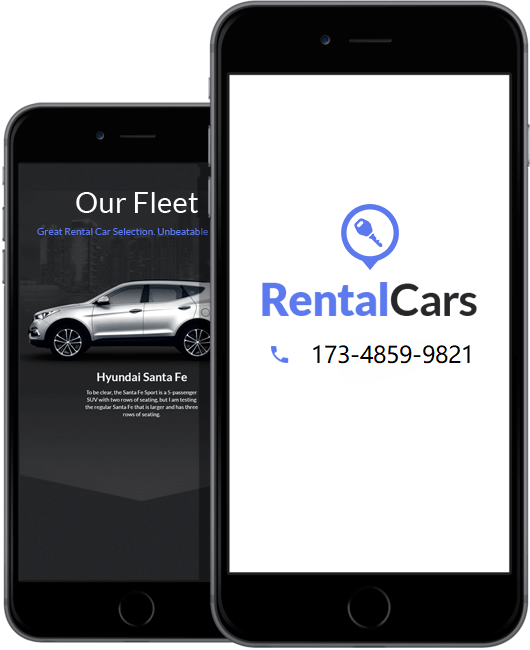 Our Fleet
Great Rental Car Selection. Unbeatable
Hyundai Santa Fe
To be clear, the Santa Fe Sport is a 5-passenger
SUV with two rows of seating, but I am testing
the regular Santa Fe that is larger and has three
rows of seating.
RentalCars
173-4859-9821